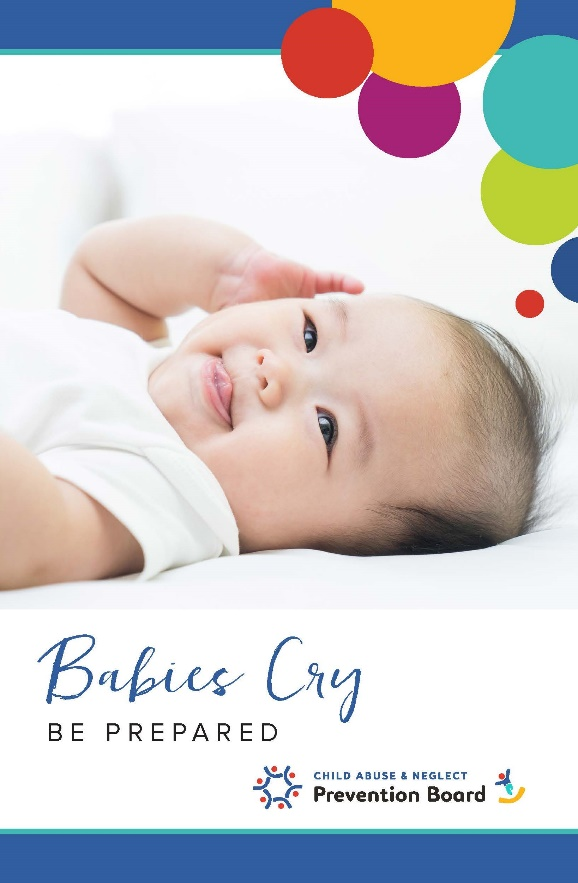 Babies Cry
BE PREPARED
CHILD ABUSE & NEGLECT
Prevention Board